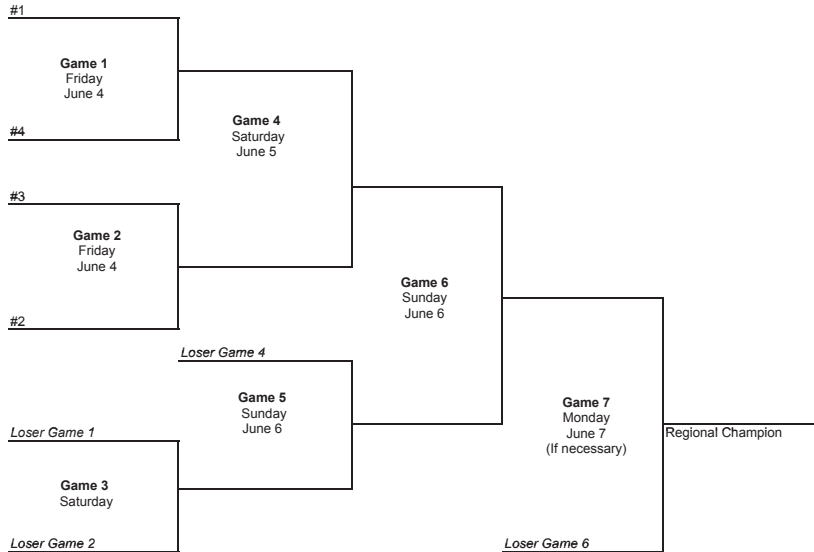 #1
Game 1
Friday
June 4
#4
Game 4
Saturday
June 5
#3
Game 2
Friday
June 4
#2
Game 6
Sunday
June 6
Loser Game 4
Game 5
Sunday
June 6
Game 7
Monday
June 7
(If necessary)
Regional Champion
Loser Game 1
Game 3
Saturday
Loser Game 2
Loser Game 6